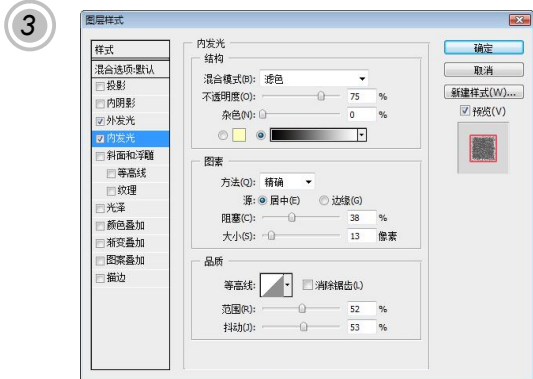 3
图层样式
样式
混合选项:默认
投影
内阴影
外发光
内发光
斜面和浮雕
等高线
纹理
光泽
颜色叠加
渐变叠加
图案叠加
描边
内发光
结构
混合模式(B): 滤色
不透明度(O): 75 %
杂色(N): 0 %
图素
方法(Q): 精确
源: 居中(E) 边缘(G)
阻塞(C): 38 %
大小(S): 13 像素
品质
等高线: 消除锯齿(L)
范围(R): 52 %
抖动(J): 53 %
确定
取消
新建样式(W)...
预览(V)